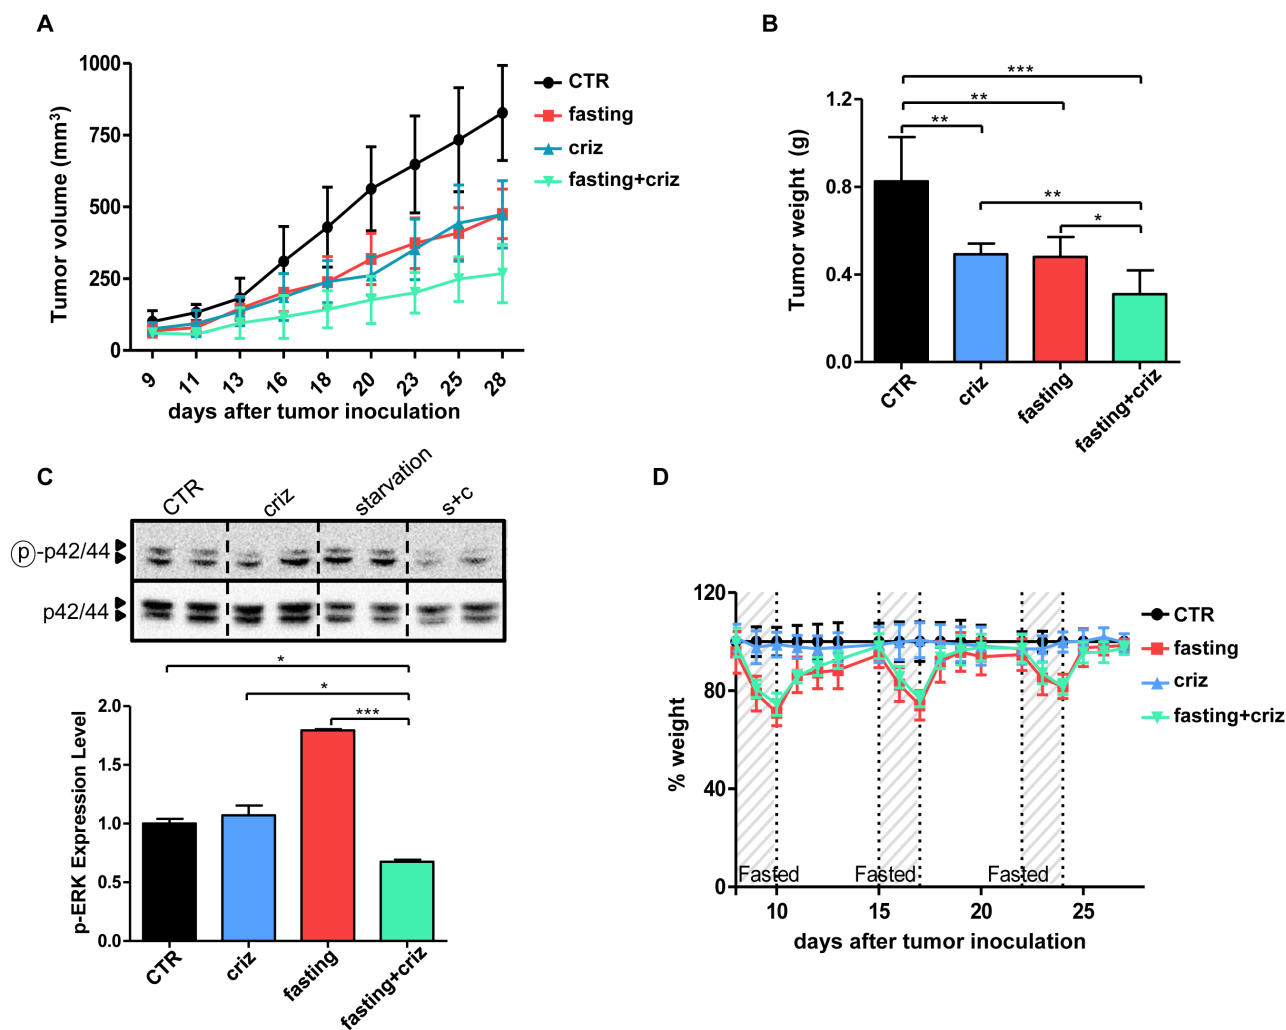 A
1000
750
500
250
0
Tumor volume (mm³)
9 11 13 16 18 20 23 25 28
days after tumor inoculation
CTR
fasting
criz
fasting+criz
B
***
**
**
**
*
1.2
0.8
0.4
0.0
Tumor weight (g)
CTR criz fasting fasting+criz
C
CTR criz starvation s+c
ⓟ-p42/44
p42/44
*
*
***
2.0
1.5
1.0
0.5
0.0
p-ERK Expression Level
CTR criz fasting fasting+criz
D
120
80
40
0
% weight
Fasted Fasted Fasted
10 15 20 25
days after tumor inoculation
CTR
fasting
criz
fasting+criz